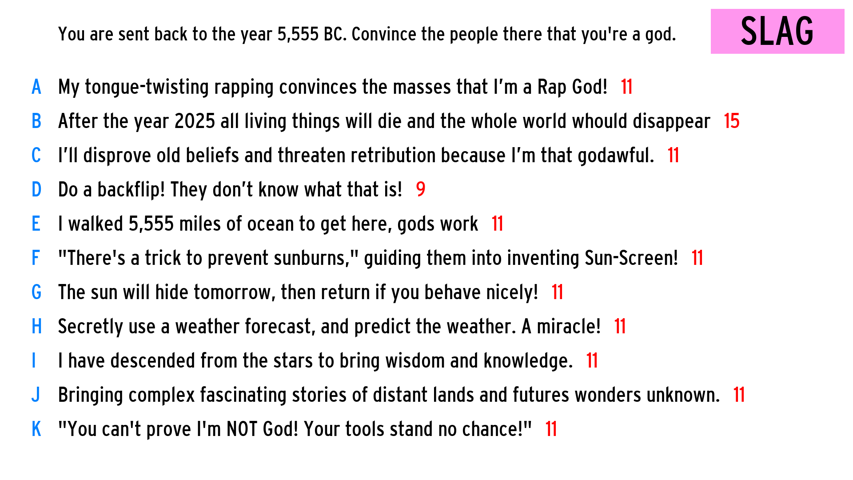 You are sent back to the year 5,555 BC. Convince the people there that you're a god.
SLAG
A My tongue-twisting rapping convinces the masses that I'm a Rap God! 11
B After the year 2025 all living things will die and the whole world whould disappear 15
C I'll disprove old beliefs and threaten retribution because I'm that godawful. 11
D Do a backflip! They don't know what that is! 9
E I walked 5,555 miles of ocean to get here, gods work 11
F "There's a trick to prevent sunburns," guiding them into inventing Sun-Screen! 11
G The sun will hide tomorrow, then return if you behave nicely! 11
H Secretly use a weather forecast, and predict the weather. A miracle! 11
I I have descended from the stars to bring wisdom and knowledge. 11
J Bringing complex fascinating stories of distant lands and futures wonders unknown. 11
K "You can't prove I'm NOT God! Your tools stand no chance!" 11